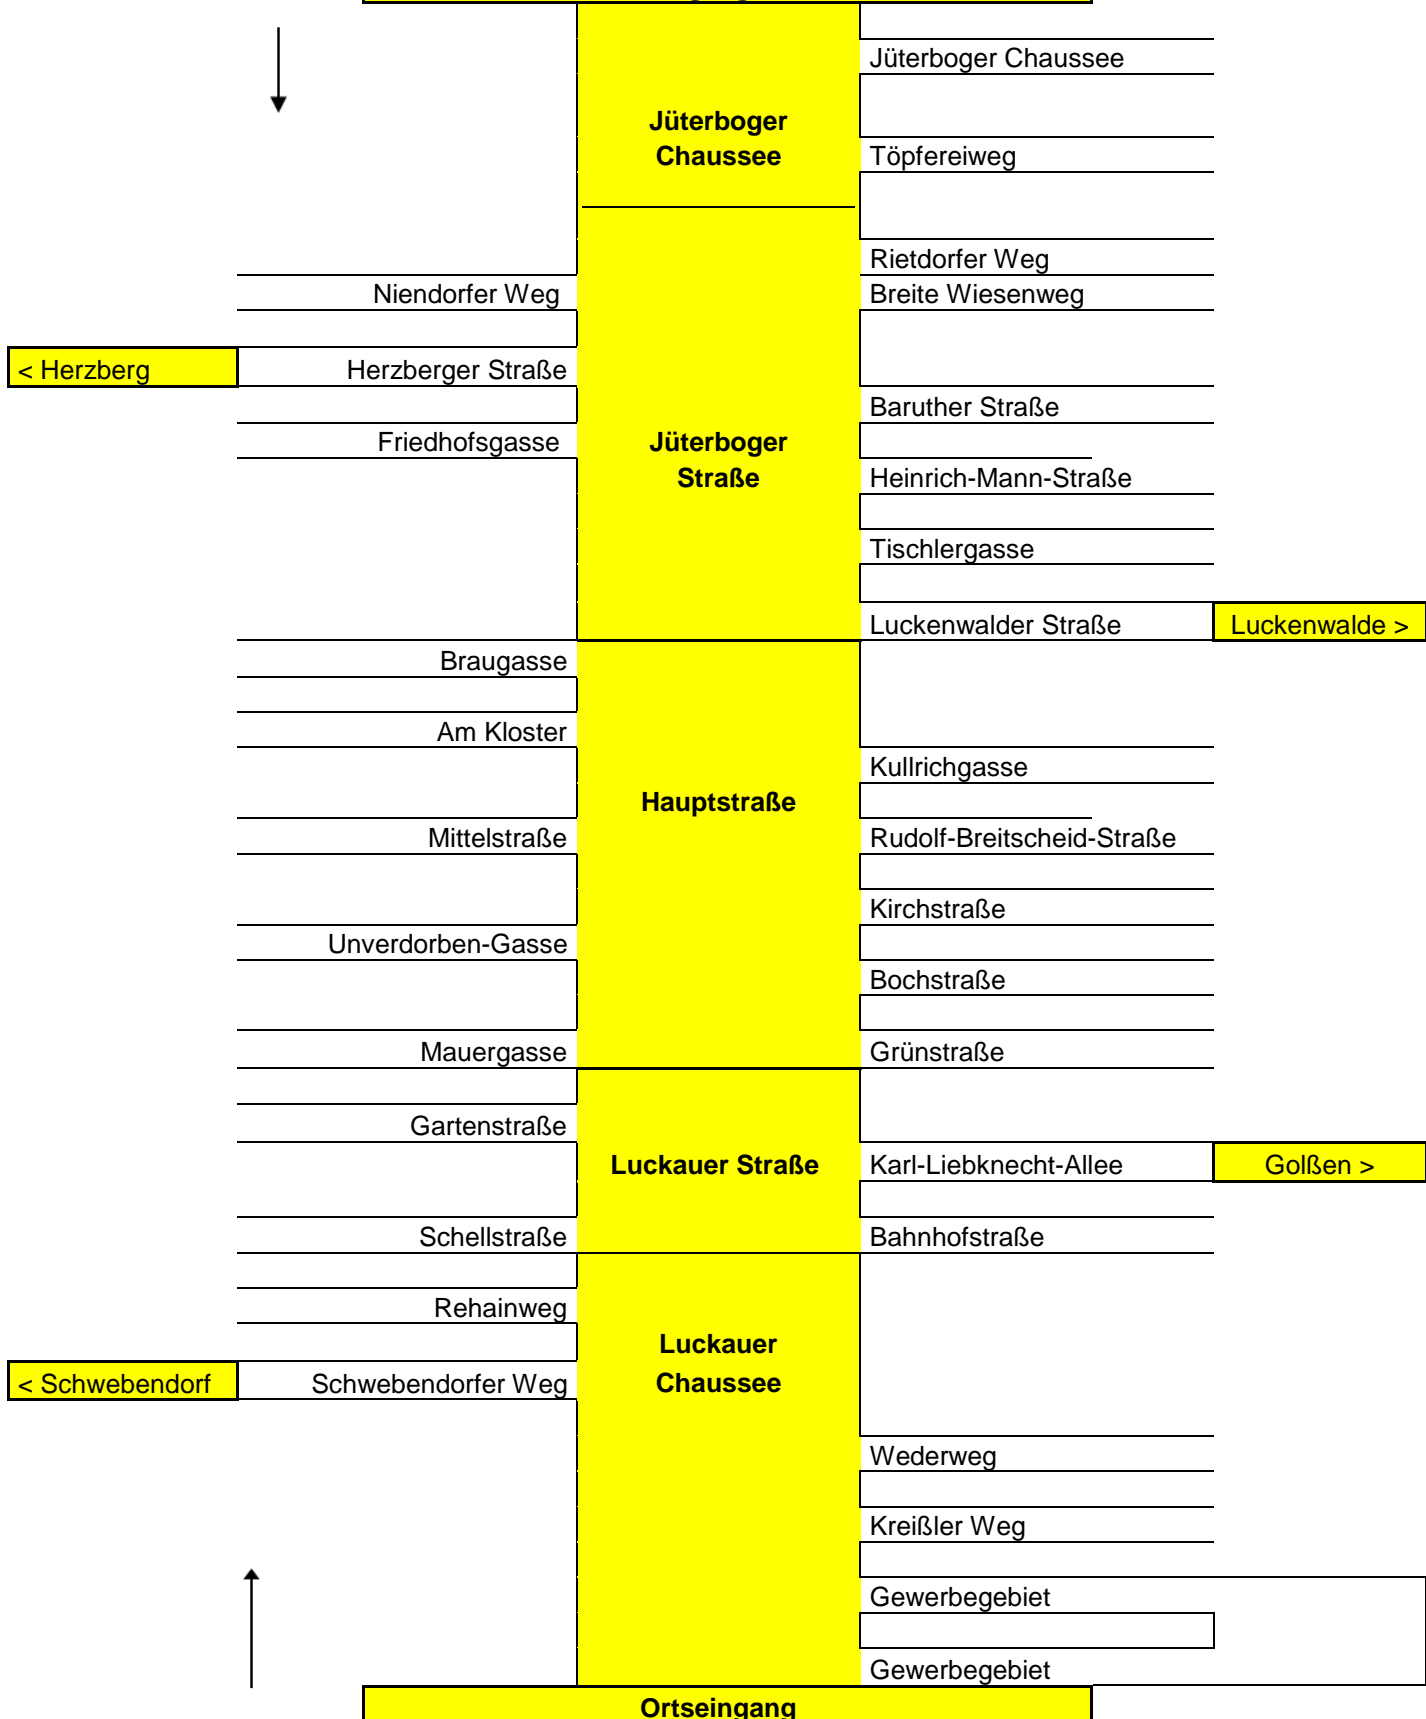 Jüterboger Chaussee
Jüterboger
Chaussee
Töpfereiweg
Rietdorfer Weg
Niendorfer Weg
Breite Wiesenweg
< Herzberg
Herzberger Straße
Baruther Straße
Friedhofsgasse
Jüterboger
Straße
Heinrich-Mann-Straße
Tischlergasse
Luckenwalder Straße
Luckenwalde >
Braugasse
Am Kloster
Kullrichgasse
Hauptstraße
Mittelstraße
Rudolf-Breitscheid-Straße
Kirchstraße
Unverdorben-Gasse
Bochstraße
Mauergasse
Grünstraße
Gartenstraße
Luckauer Straße
Karl-Liebknecht-Allee
Golßen >
Schellstraße
Bahnhofstraße
Rehainweg
Luckauer
Chaussee
< Schwebendorf
Schwebendorfer Weg
Wederweg
Kreißler Weg
Gewerbegebiet
Gewerbegebiet
Ortseingang